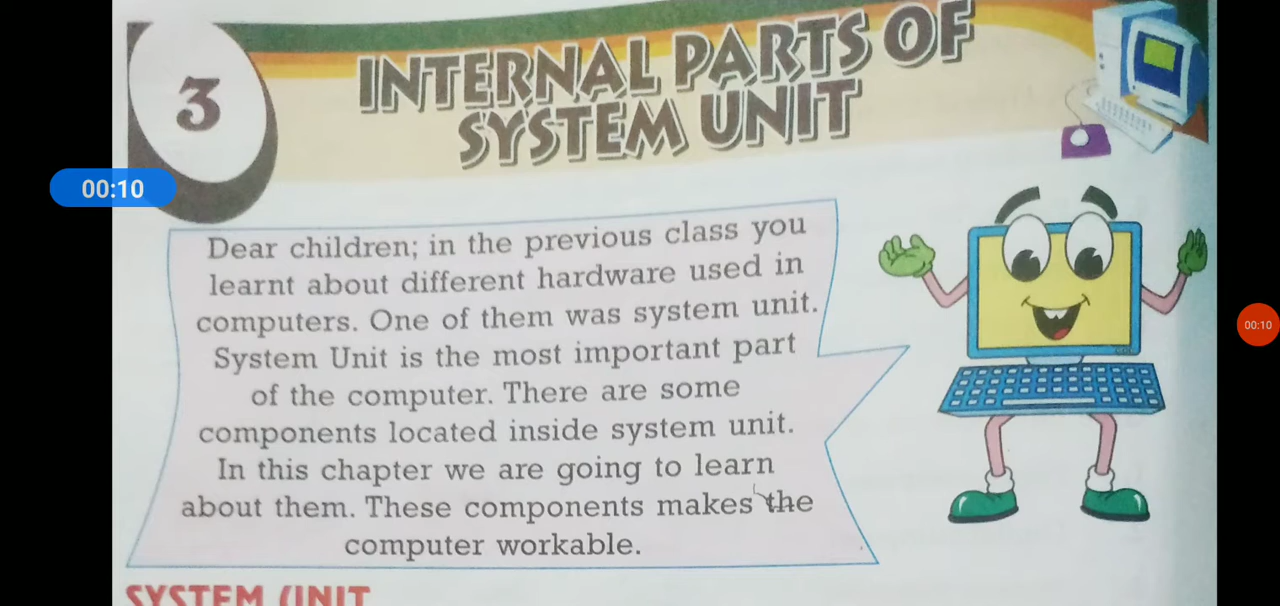 3
INTERNAL PARTS OF
SYSTEM UNIT
00:10
Dear children; in the previous class you
learnt about different hardware used in
computers. One of them was system unit.
System Unit is the most important part
of the computer. There are some
components located inside system unit.
In this chapter we are going to learn
about them. These components makes the
computer workable.
00:10
SYSTEM UNIT